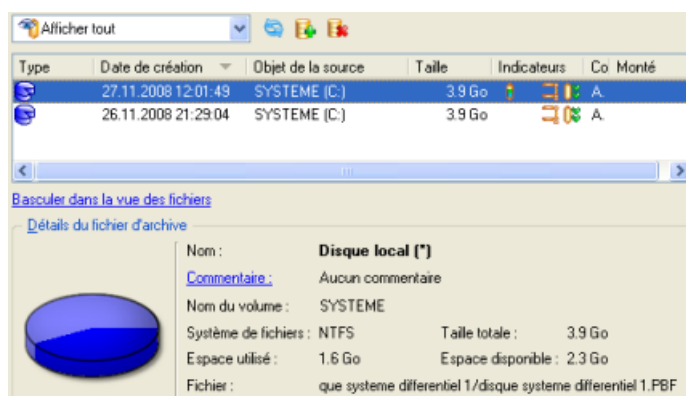 Afficher tout
Type Date de création Objet de la source Taille Indicateurs Co Monté
27.11.2008 12:01:49 SYSTEME (C:) 3.9 Go A.
26.11.2008 21:29:04 SYSTEME (C:) 3.9 Go A.
Basculer dans la vue des fichiers
Détails du fichier d'archive
Nom : Disque local (*)
Commentaire : Aucun commentaire
Nom du volume : SYSTEME
Système de fichiers : NTFS Taille totale : 3.9 Go
Espace utilisé : 1.6 Go Espace disponible : 2.3 Go
Fichier : que systeme differentiel 1/disque systeme differentiel 1.PBF